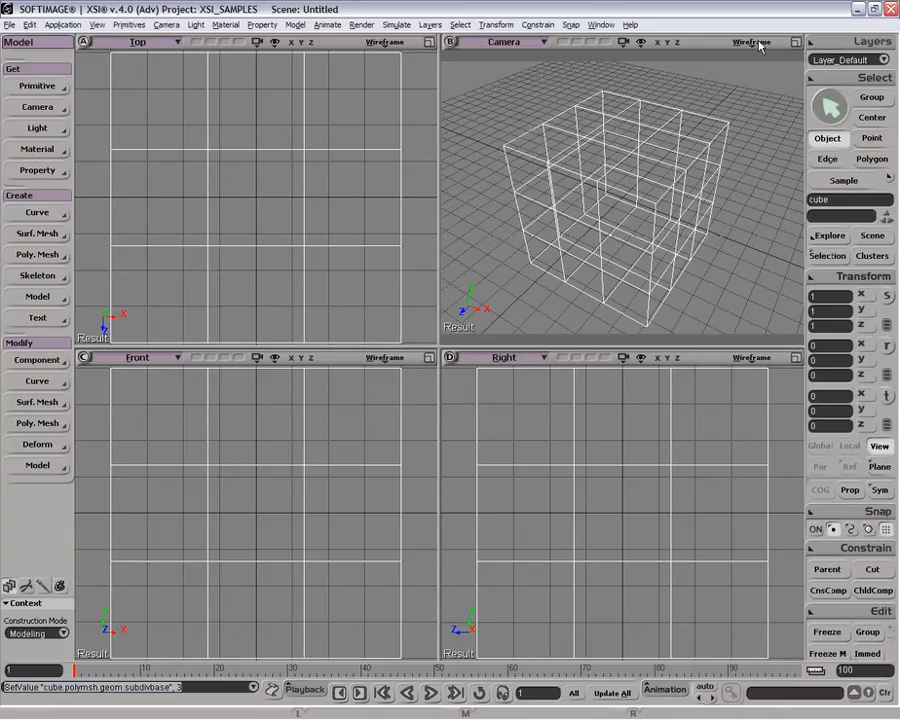 SOFTIMAGE® | XSI® v.4.0 (Adv) Project: XSI_SAMPLES    Scene: Untitled
File Edit Application View Primitives Camera Light Material Property Model Animate Render Simulate Layers Select Transform Constrain Snap Window Help
Model
Get
Primitive
Camera
Light
Material
Property
Create
Curve
Surf. Mesh
Poly. Mesh
Skeleton
Model
Text
Modify
Component
Curve
Surf. Mesh
Poly. Mesh
Deform
Model
Context
Construction Mode
Modeling
A Top X Y Z Wireframe
X
Z
Result
B Camera X Y Z Wireframe
Y
Z X
Result
C Front X Y Z Wireframe
Z X
Result
D Right X Y Z Wireframe
Z X
Result
Layers
Layer_Default
Select
Group
Center
Object Point
Edge Polygon
Sample
cube
Explore Scene
Selection Clusters
Transform
1 x s
1 y
1 z
0 x r
0 y
0 z
0 x t
0 y
0 z
Global Local View
Par Ref Plane
COG Prop Sym
Snap
ON
Constrain
Parent Cut
CnsComp ChldComp
Edit
Freeze Group
Freeze M Immed
1 10 20 30 40 50 60 70 80 90 100
SetValue "cube.polymsh.geom.subdivbase", 3
Playback 1 All Update All Animation auto Clr
L M R